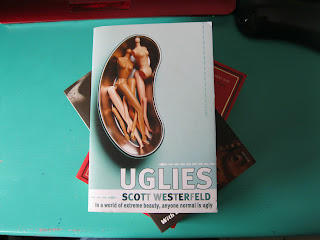 UGLIES
SCOTT WESTERFELD
In a world of extreme beauty, anyone normal is ugly